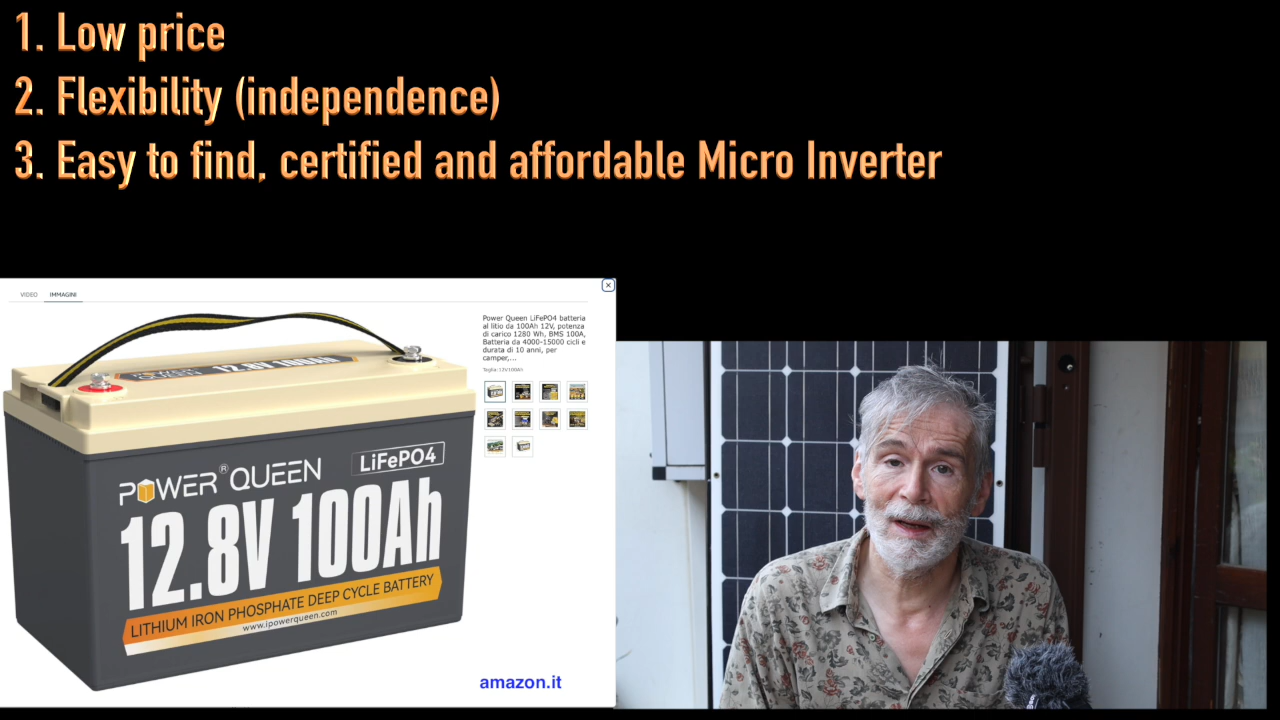 1. Low price
2. Flexibility (independence)
3. Easy to find, certified and affordable Micro Inverter
VIDEO IMMAGINI
Power Queen LiFePO4 batteria
al litio da 100Ah 12V, potenza
di carico 1280 Wh, BMS 100A,
Batteria da 4000-15000 cicli e
durata di 10 anni, per
camper,...
Taglia: 12V100Ah
12.8V 100Ah
POWER QUEEN®
LiFePO4
12.8V 100Ah
LITHIUM IRON PHOSPHATE DEEP CYCLE BATTERY
www.ipowerqueen.com
amazon.it